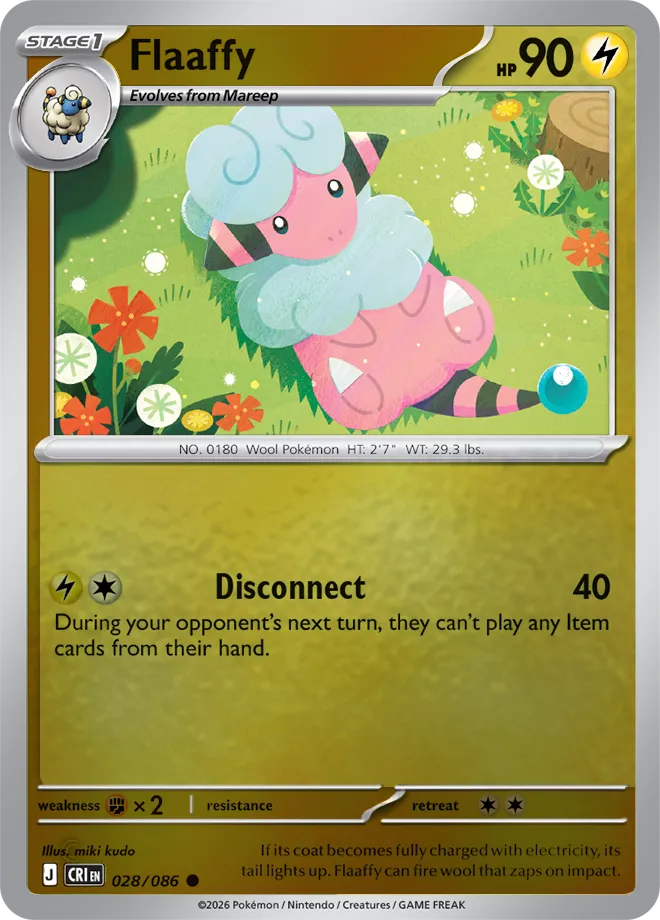 STAGE 1
Flaaffy
HP 90
Evolves from Mareep
NO. 0180 Wool Pokémon HT: 2'7" WT: 29.3 lbs.
Disconnect 40
During your opponent's next turn, they can't play any Item
cards from their hand.
weakness ×2 resistance retreat
Illus. miki kudo
If its coat becomes fully charged with electricity, its
tail lights up. Flaaffy can fire wool that zaps on impact.
J CRI EN 028/086
©2026 Pokémon / Nintendo / Creatures / GAME FREAK